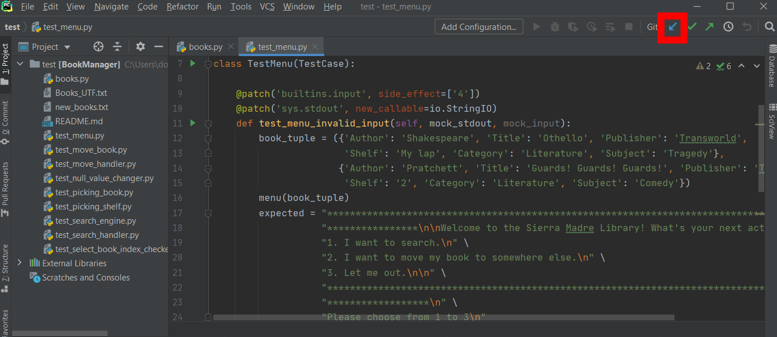 File Edit View Navigate Code Refactor Run Tools VCS Window Help test - test_menu.py
test test_menu.py Add Configuration... Git:
Project books.py test_menu.py
1: Project
Commit
Pull Requests
7: Structure
Favorites
test [BookManager] C:\Users\do
books.py
Books_UTF.txt
new_books.txt
README.md
test_menu.py
test_move_book.py
test_move_handler.py
test_null_value_changer.py
test_picking_book.py
test_picking_shelf.py
test_search_engine.py
test_search_handler.py
test_select_book_index_checke
External Libraries
Scratches and Consoles
7 class TestMenu(TestCase):
8
9 @patch('builtins.input', side_effect=['4'])
10 @patch('sys.stdout', new_callable=io.StringIO)
11 def test_menu_invalid_input(self, mock_stdout, mock_input):
12 book_tuple = ({'Author': 'Shakespeare', 'Title': 'Othello', 'Publisher': 'Transworld',
13 'Shelf': 'My lap', 'Category': 'Literature', 'Subject': 'Tragedy'},
14 {'Author': 'Pratchett', 'Title': 'Guards! Guards! Guards!', 'Publisher': 'T
15 'Shelf': '2', 'Category': 'Literature', 'Subject': 'Comedy'})
16 menu(book_tuple)
17 expected = "******************************************************************************
18 "****************\n\nWelcome to the Sierra Madre Library! What's your next act
19 "1. I want to search.\n" \
20 "2. I want to move my book to somewhere else.\n" \
21 "3. Let me out.\n\n" \
22 "******************************************************************************
23 "******************\n" \
24 "Please choose from 1 to 3\n"
2 6
Database
SciView